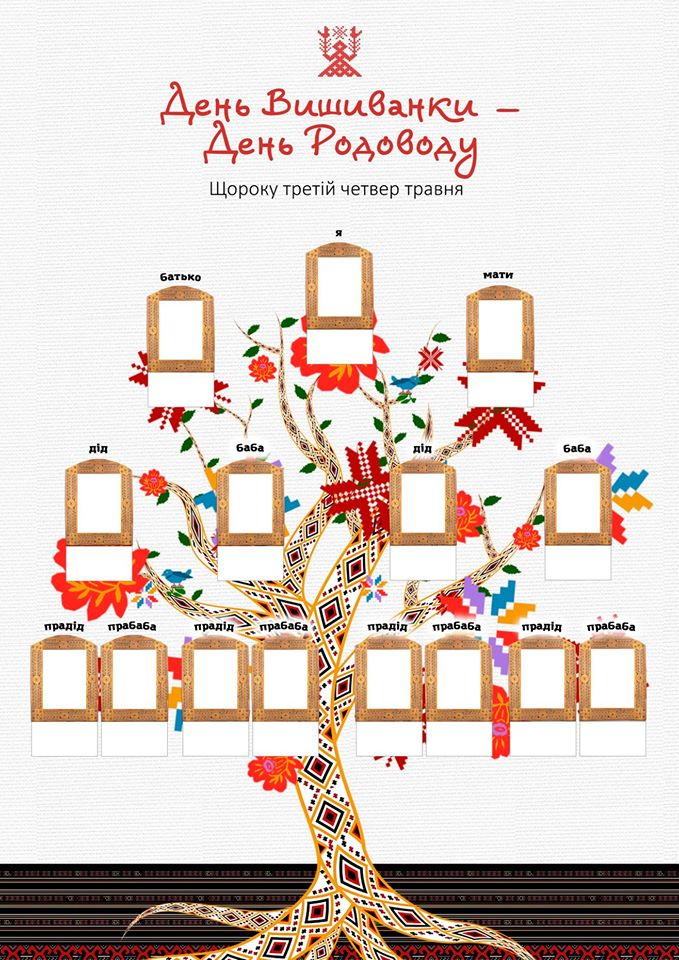 День Вишиванки –
День Родоводу
Щороку третій четвер травня
я
батько мати
дід баба дід баба
прадід прабаба прадід прабаба прадід прабаба прадід прабаба